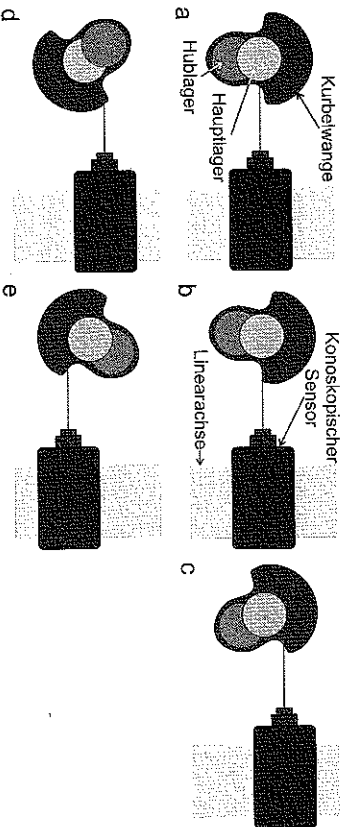 a
Kurbelwange
Hauptlager
Hublager
b
Konoskopischer
Sensor
Linearachse
c
d
e